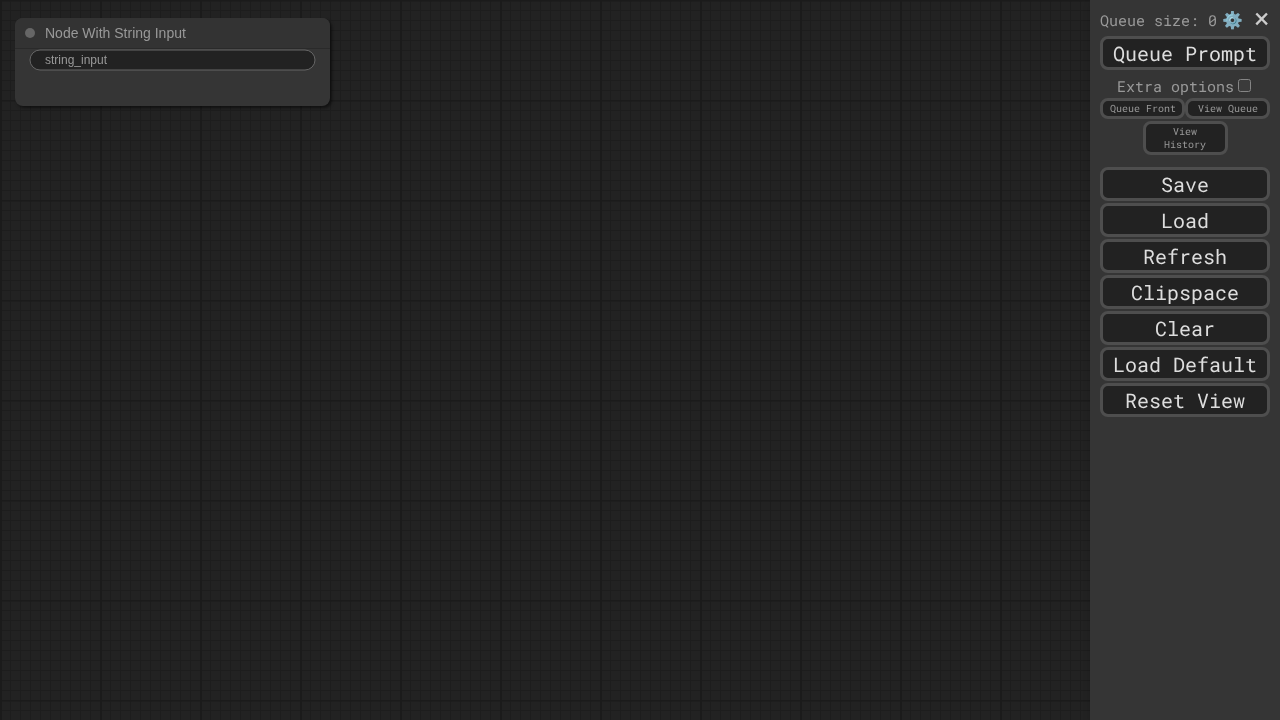 Node With String Input
string_input
Queue size: 0
Queue Prompt
Extra options
Queue Front
View Queue
View
History
Save
Load
Refresh
Clipspace
Clear
Load Default
Reset View